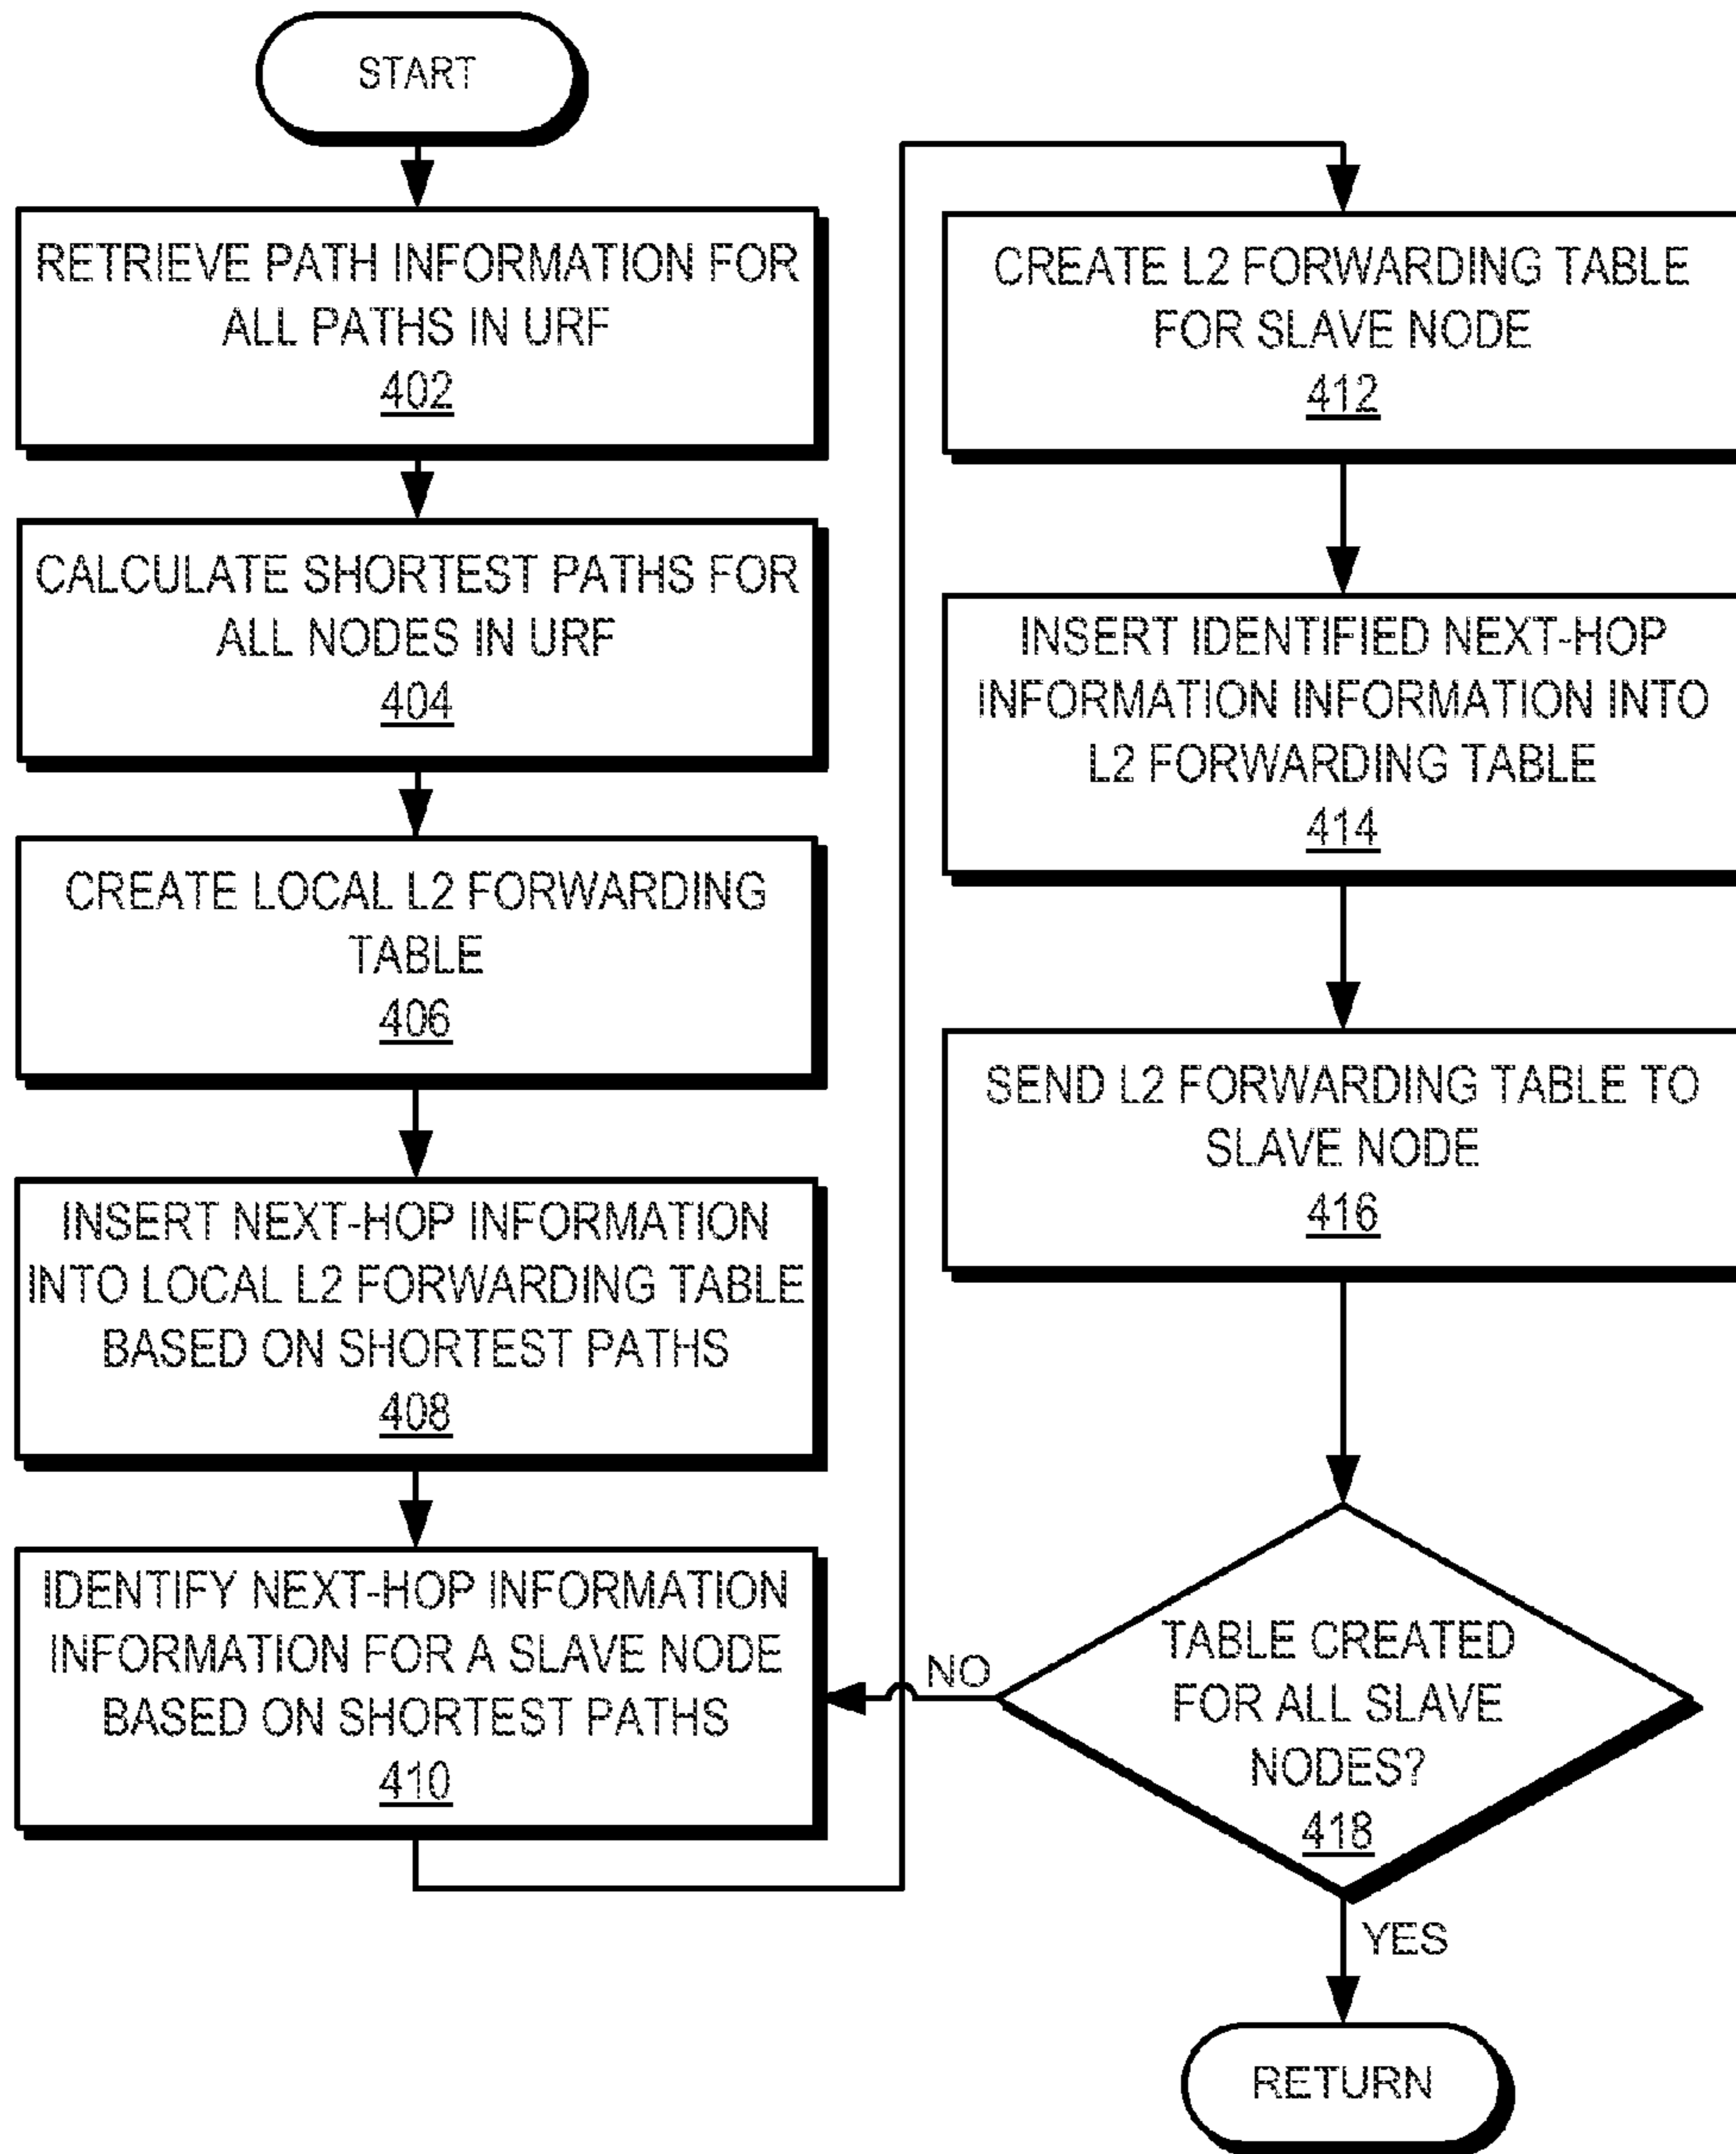 START
RETRIEVE PATH INFORMATION FOR
ALL PATHS IN URF
402
CALCULATE SHORTEST PATHS FOR
ALL NODES IN URF
404
CREATE LOCAL L2 FORWARDING
TABLE
406
INSERT NEXT-HOP INFORMATION
INTO LOCAL L2 FORWARDING TABLE
BASED ON SHORTEST PATHS
408
IDENTIFY NEXT-HOP INFORMATION
INFORMATION FOR A SLAVE NODE
BASED ON SHORTEST PATHS
410
CREATE L2 FORWARDING TABLE
FOR SLAVE NODE
412
INSERT IDENTIFIED NEXT-HOP
INFORMATION INFORMATION INTO
L2 FORWARDING TABLE
414
SEND L2 FORWARDING TABLE TO
SLAVE NODE
416
TABLE CREATED
FOR ALL SLAVE
NODES?
418
NO
YES
RETURN